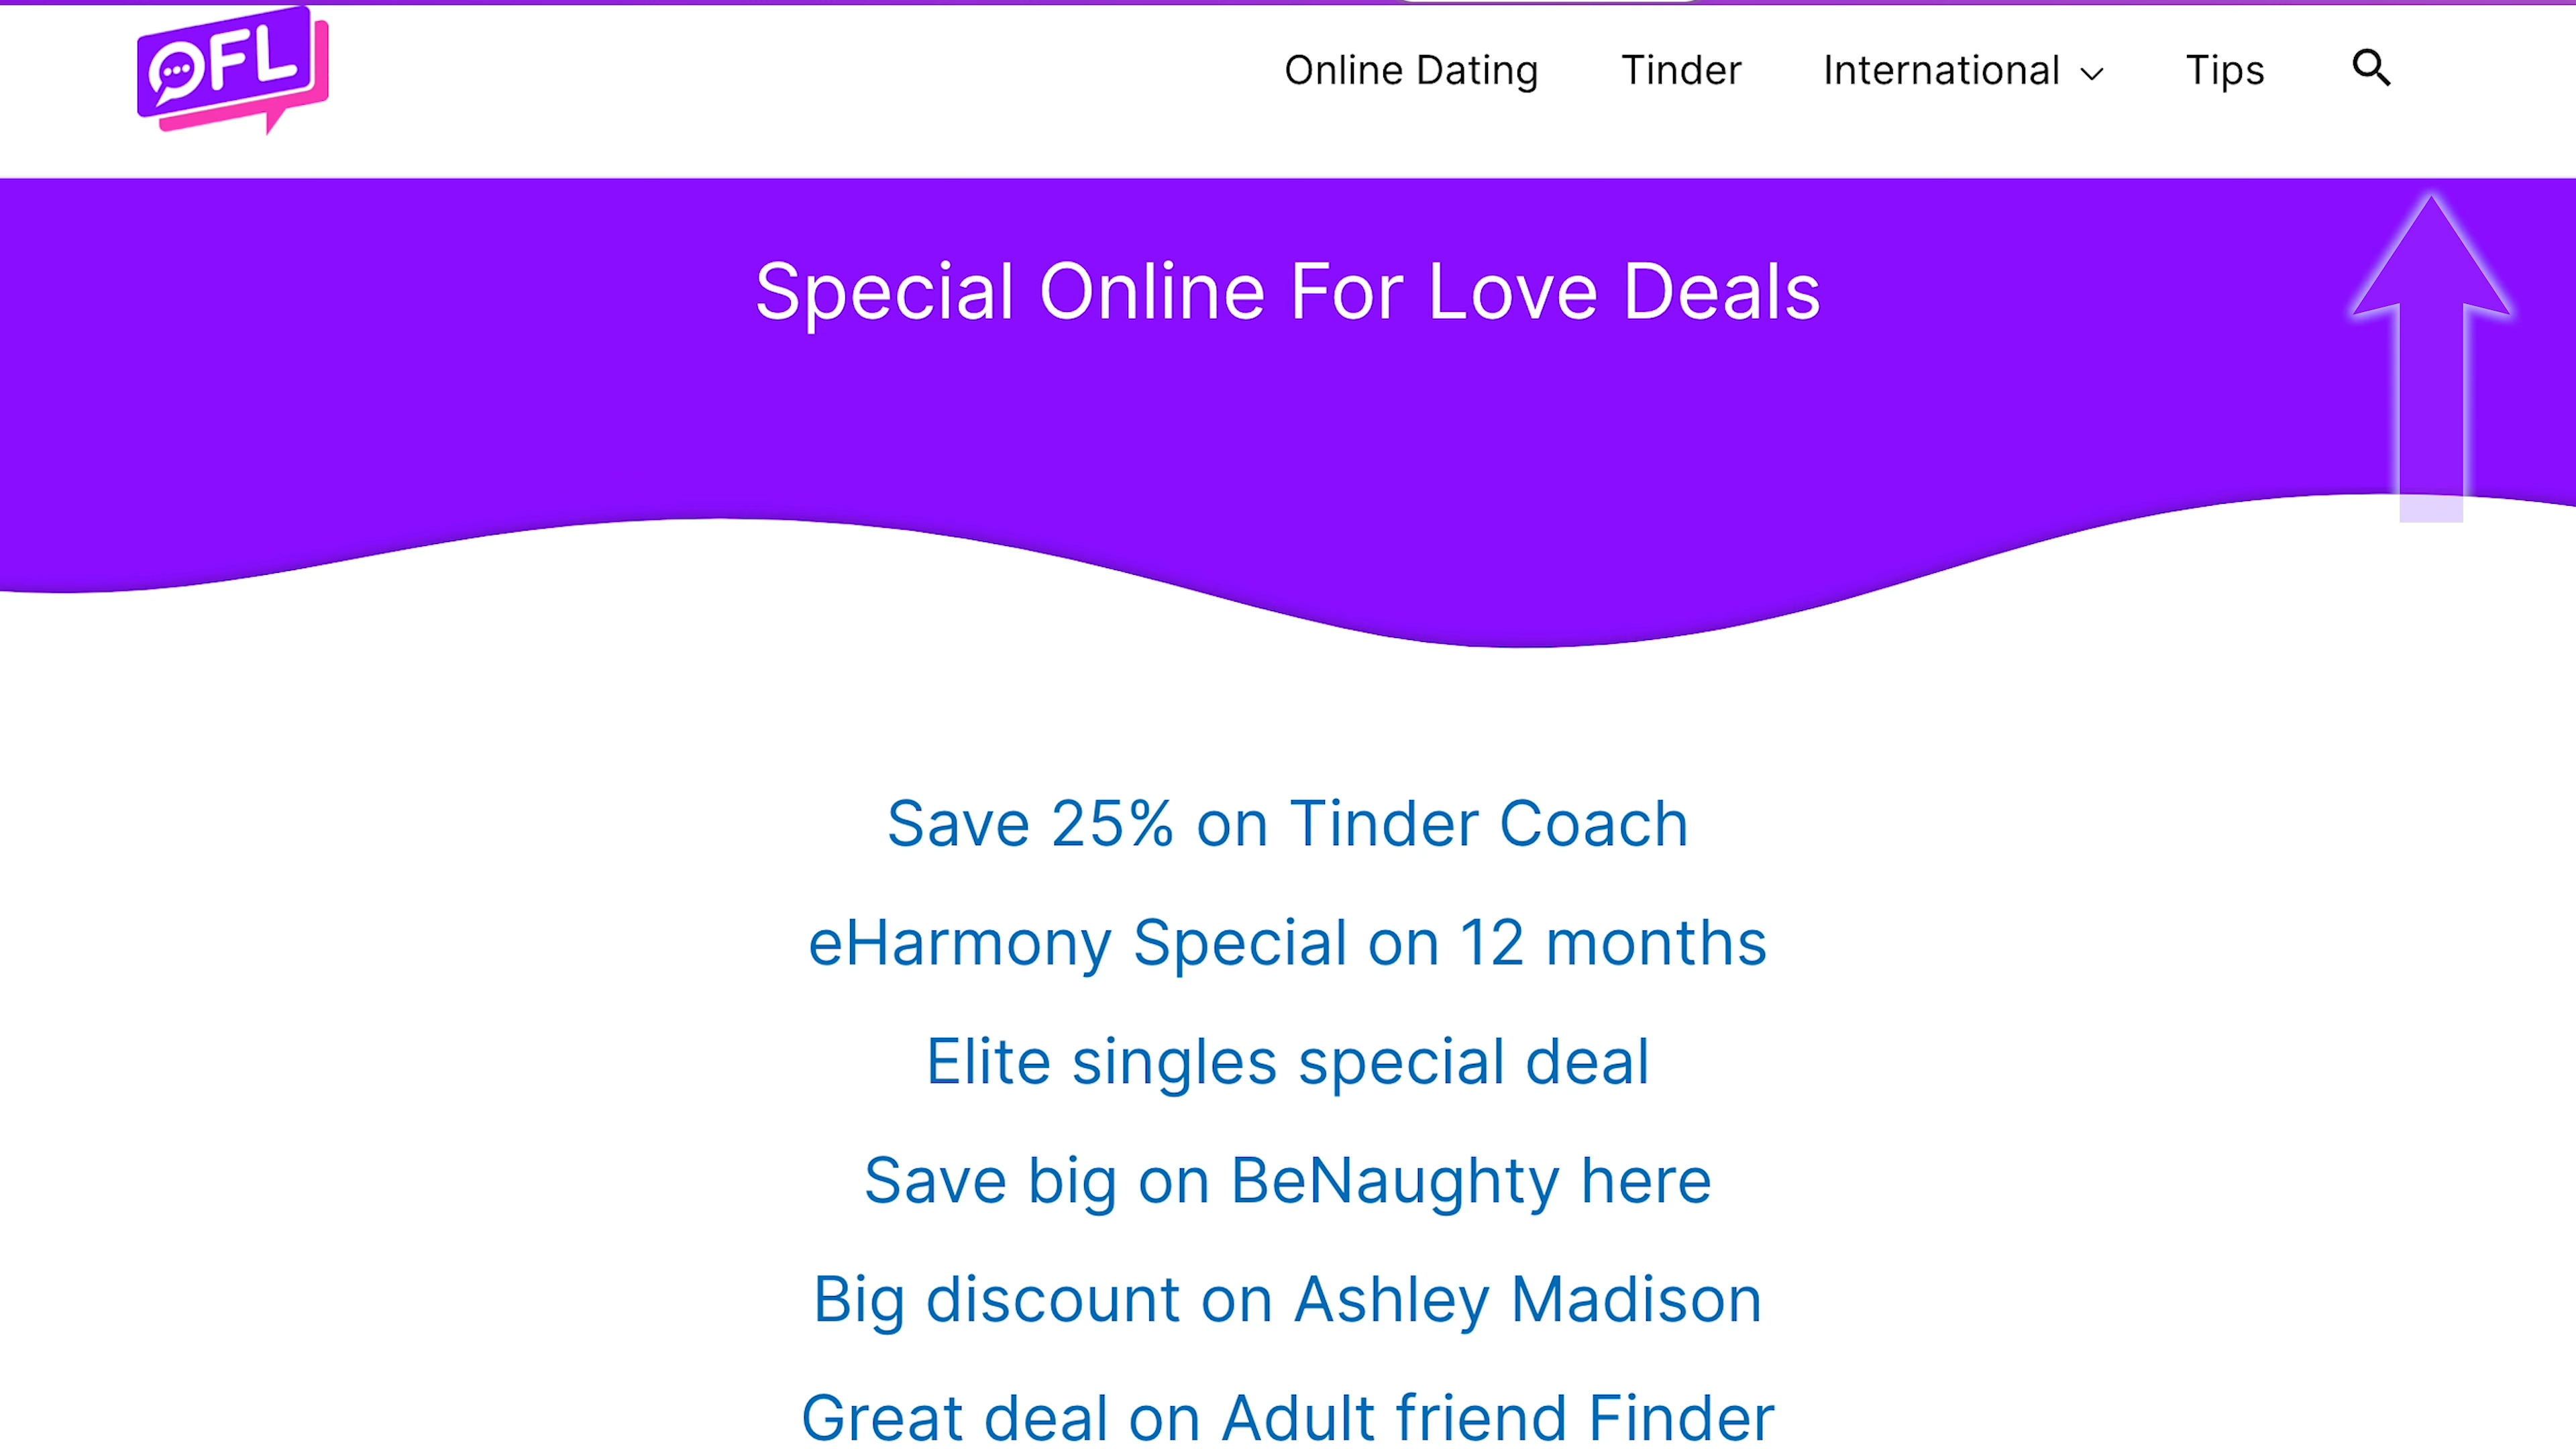 OFL
Online Dating Tinder International Tips
Special Online For Love Deals
Save 25% on Tinder Coach
eHarmony Special on 12 months
Elite singles special deal
Save big on BeNaughty here
Big discount on Ashley Madison
Great deal on Adult friend Finder